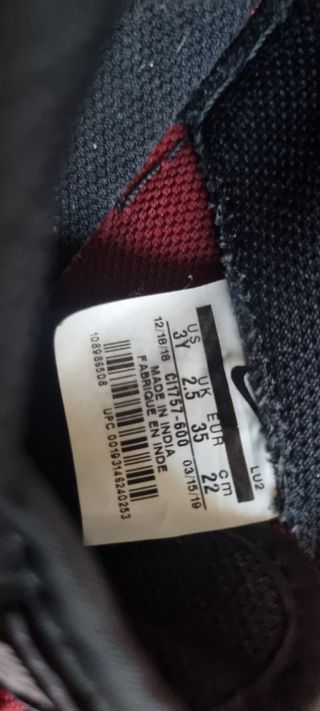 LU2
US UK EUR cm
3Y 2.5 35 22
12/18/18 CI1757-600 03/15/19
MADE IN INDIA
FABRIQUE EN INDE
108986508 UPC 00193146240253